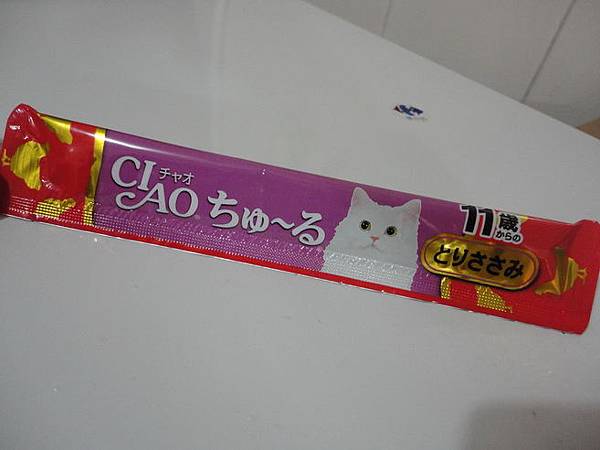 CIAO
チャオ
ちゅ〜る
11歳
からの
とりささみ